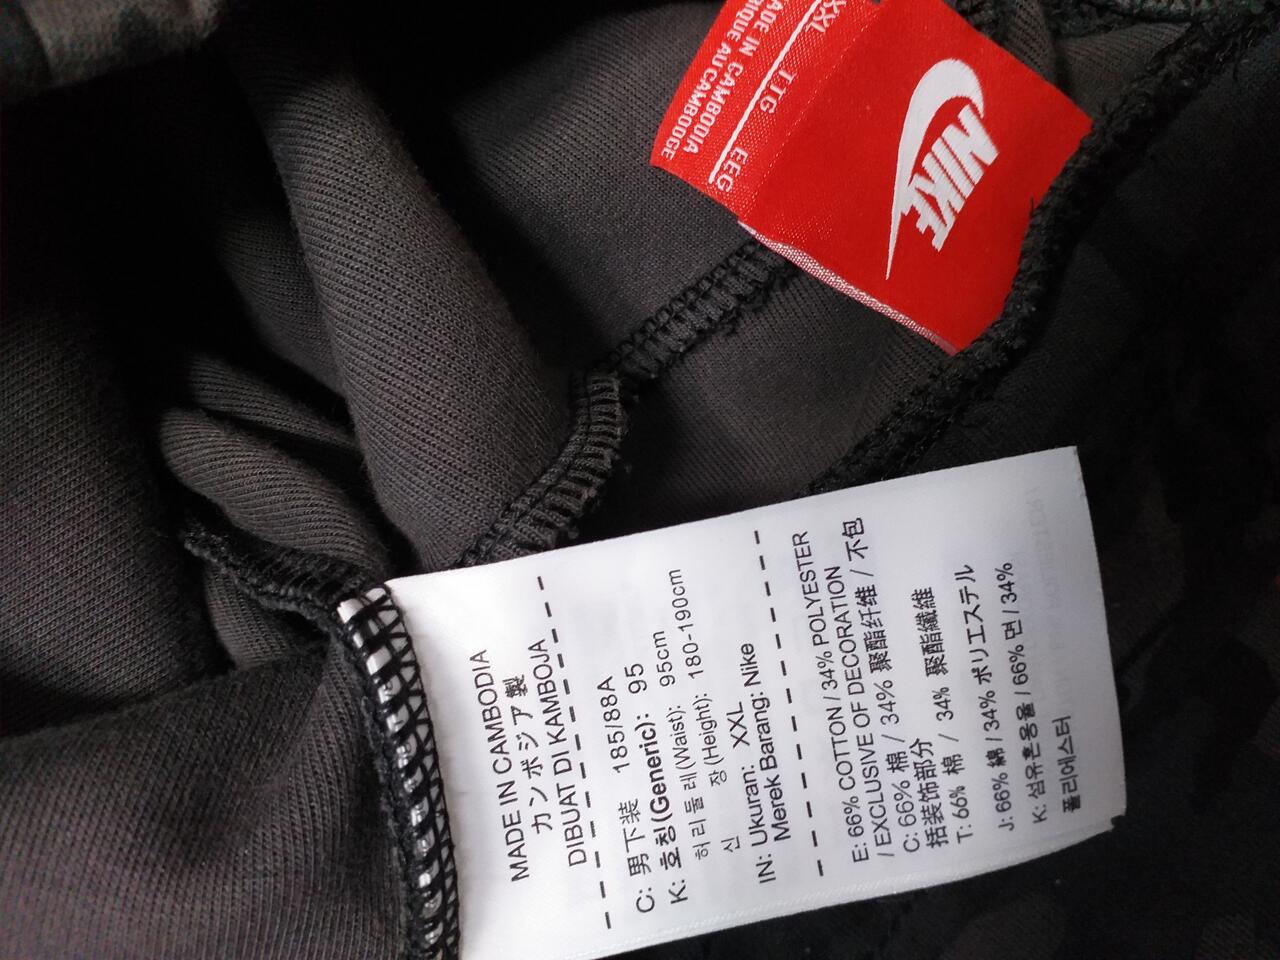 XXL TTG EEG
MADE IN CAMBODIA
AU CAMBODGE
NIKE
MADE IN CAMBODIA
カンボジア製
DIBUAT DI KAMBOJA
C: 男下装 185/88A
K: 호칭(Generic): 95
허리둘레(Waist): 95cm
신장(Height): 180-190cm
IN: Ukuran: XXL
Merek Barang: Nike
E: 66% COTTON / 34% POLYESTER
/ EXCLUSIVE OF DECORATION
C: 66% 棉 / 34% 聚酯纤维 / 不包
括装饰部分
T: 66% 棉 / 34% 聚酯纖維
J: 66% 綿 / 34% ポリエステル
K: 섬유혼용율 / 66% 면 / 34%
폴리에스터